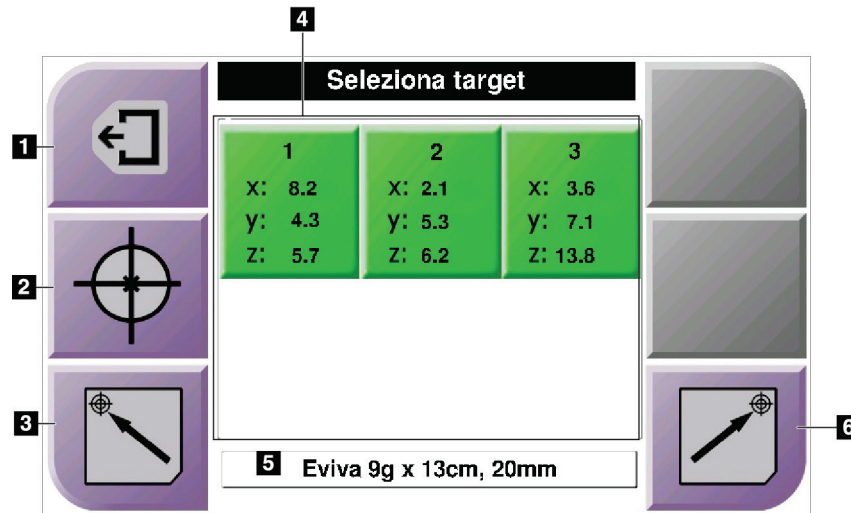 4
Seleziona target
1
1 2 3
x: 8.2 x: 2.1 x: 3.6
y: 4.3 y: 5.3 y: 7.1
z: 5.7 z: 6.2 z: 13.8
2
3
6
5 Eviva 9g x 13cm, 20mm